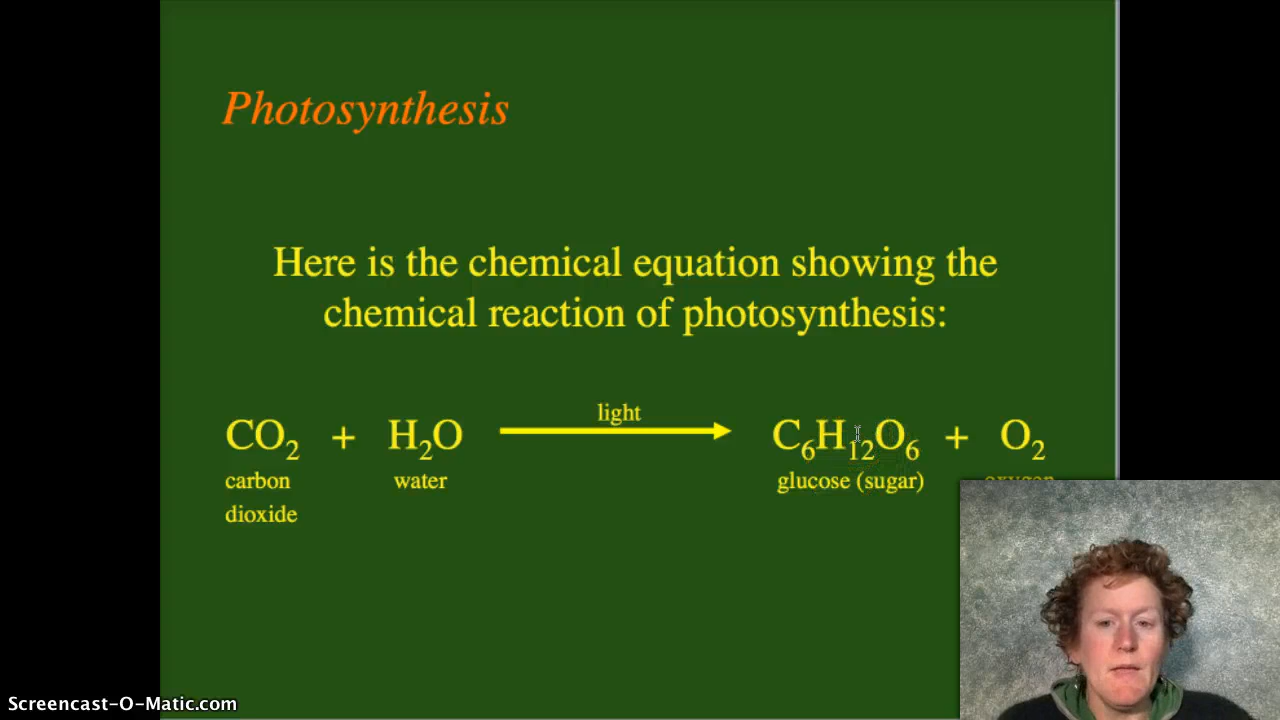 Photosynthesis
Here is the chemical equation showing the
chemical reaction of photosynthesis:
light
CO₂ + H₂O C₆H₁₂O₆ + O₂
carbon water glucose (sugar) oxygen
dioxide
Screencast-O-Matic.com